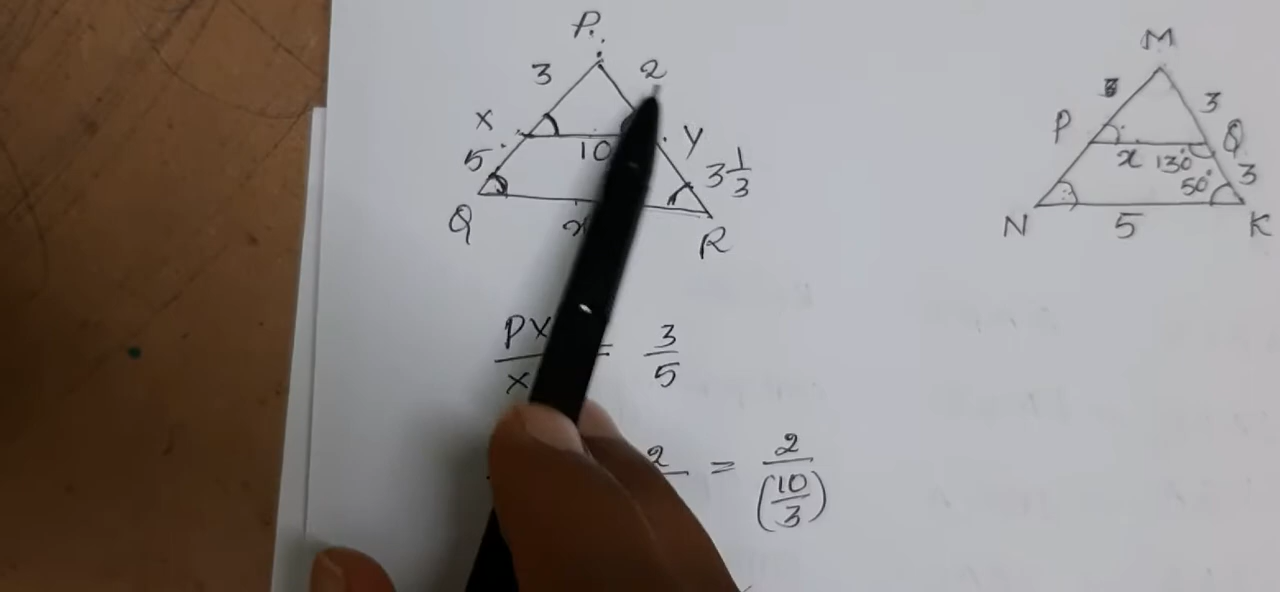 P
3 2
X Y
5 10 3 1/3
Q x R
M
3
P Q
x 130° 3
50°
N 5 K
PX = 3
X 5
2 = 2
(10/3)